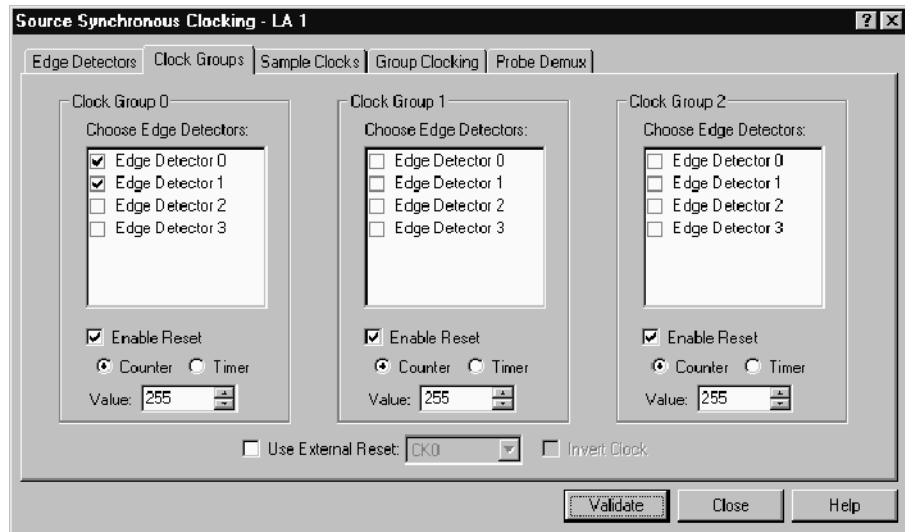 Source Synchronous Clocking - LA 1
Edge Detectors Clock Groups Sample Clocks Group Clocking Probe Demux
Clock Group 0
Choose Edge Detectors:
Edge Detector 0
Edge Detector 1
Edge Detector 2
Edge Detector 3
Enable Reset
Counter Timer
Value: 255
Clock Group 1
Choose Edge Detectors:
Edge Detector 0
Edge Detector 1
Edge Detector 2
Edge Detector 3
Enable Reset
Counter Timer
Value: 255
Clock Group 2
Choose Edge Detectors:
Edge Detector 0
Edge Detector 1
Edge Detector 2
Edge Detector 3
Enable Reset
Counter Timer
Value: 255
Use External Reset: CK0 Invert Clock
Validate Close Help